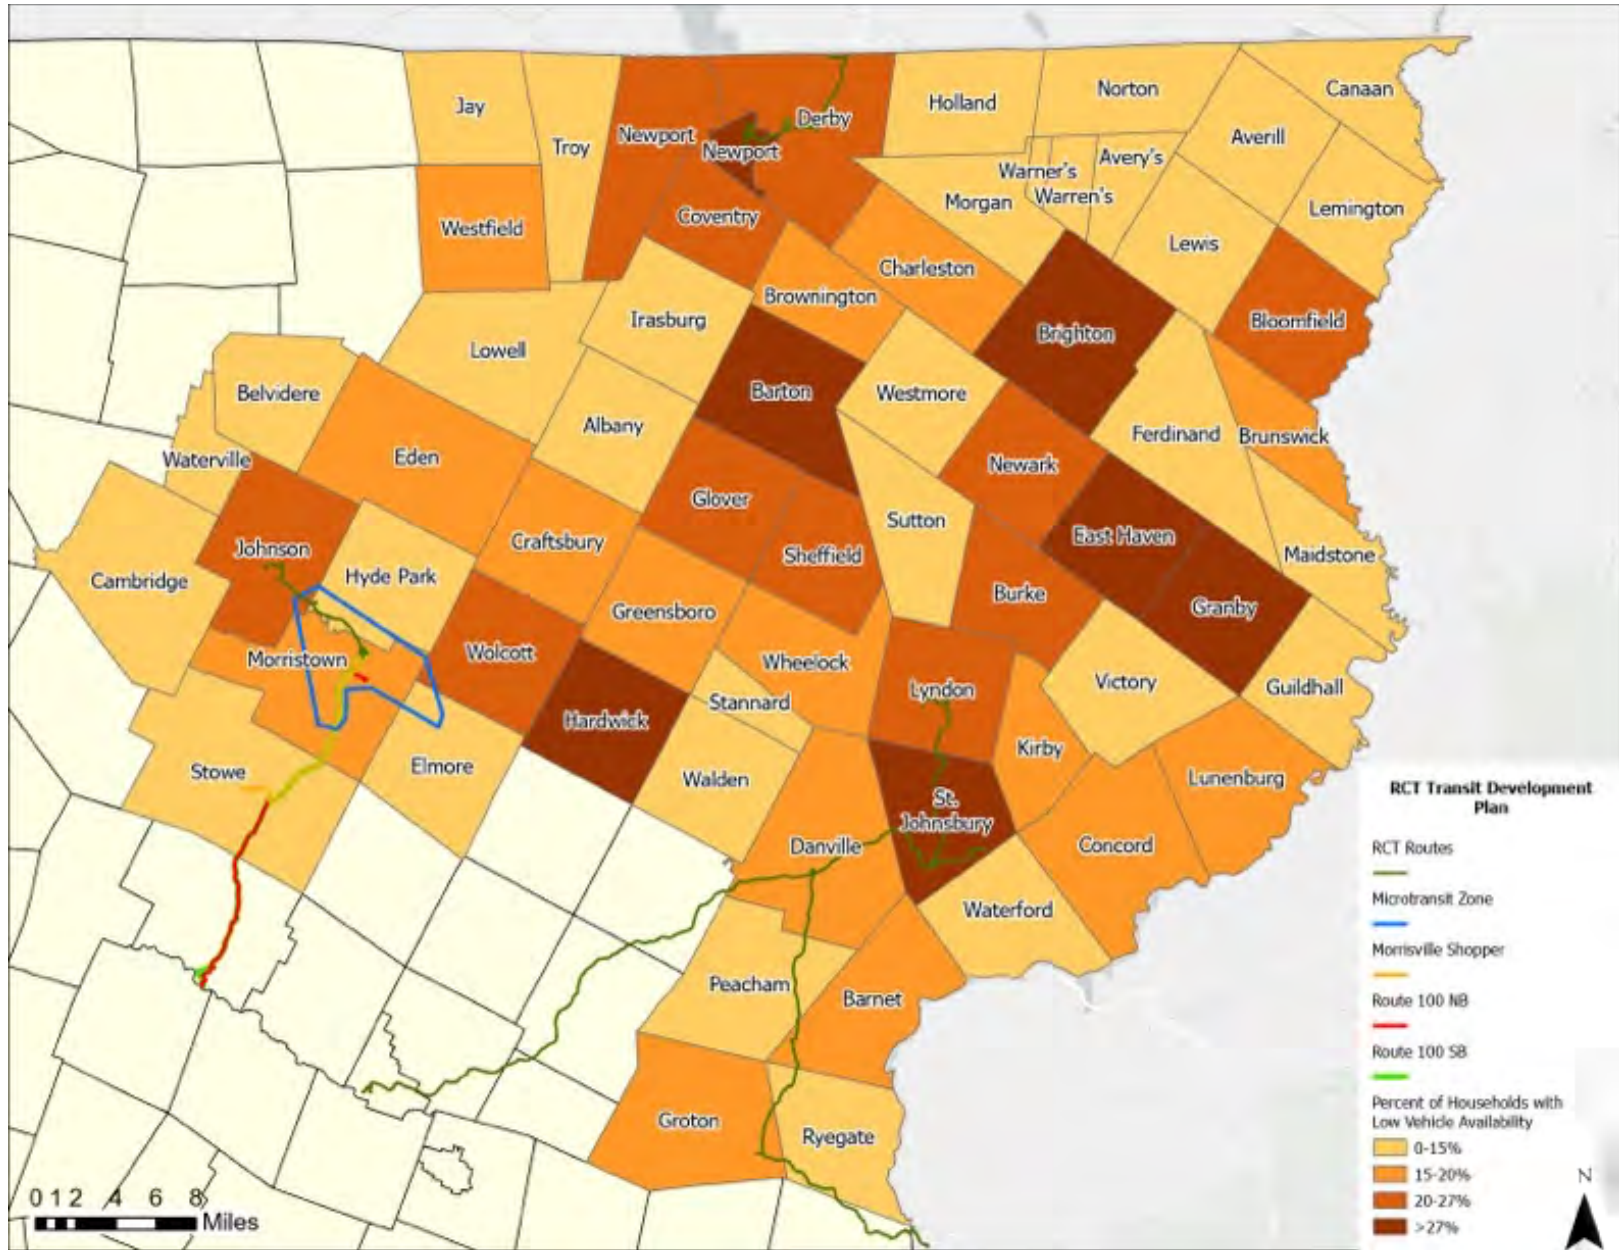 Jay
Troy
Newport
Newport
Derby
Holland
Norton
Canaan
Averill
Avery's
Warner's
Warren's
Morgan
Lemington
Westfield
Coventry
Lewis
Charleston
Brownington
Irasburg
Bloomfield
Brighton
Lowell
Belvidere
Barton
Westmore
Albany
Ferdinand
Brunswick
Waterville
Eden
Newark
Glover
Sutton
East Haven
Craftsbury
Sheffield
Johnson
Hyde Park
Maidstone
Cambridge
Burke
Granby
Greensboro
Morristown
Wolcott
Wheelock
Victory
Guildhall
Lyndon
Stannard
Hardwick
Kirby
Stowe
Elmore
Walden
Lunenburg
St.
Johnsbury
Danville
Concord
Waterford
Peacham
Barnet
Groton
Ryegate
RCT Transit Development
Plan
RCT Routes
Microtransit Zone
Morrisville Shopper
Route 100 NB
Route 100 SB
Percent of Households with
Low Vehicle Availability
0-15%
15-20%
20-27%
>27%
N
0 1 2 4 6 8
Miles